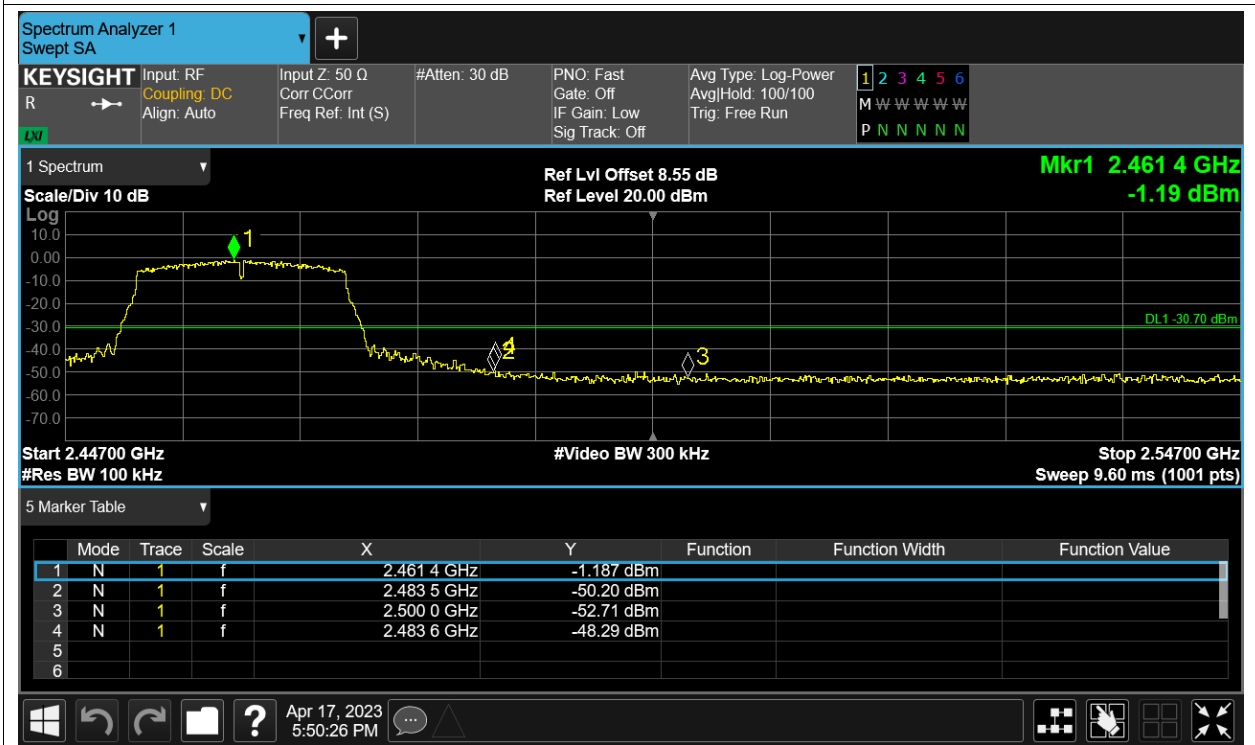 Spectrum Analyzer 1
Swept SA
KEYSIGHT
R
LXI
Input: RF
Coupling: DC
Align: Auto
Input Z: 50 Ω
Corr CCorr
Freq Ref: Int (S)
#Atten: 30 dB
PNO: Fast
Gate: Off
IF Gain: Low
Sig Track: Off
Avg Type: Log-Power
Avg|Hold: 100/100
Trig: Free Run
1 2 3 4 5 6
M W W W W W
P N N N N N
1 Spectrum
Scale/Div 10 dB
Ref Lvl Offset 8.55 dB
Ref Level 20.00 dBm
Mkr1 2.461 4 GHz
-1.19 dBm
Log
10.0
0.00
-10.0
-20.0
-30.0
-40.0
-50.0
-60.0
-70.0
1
4
2
3
DL1 -30.70 dBm
Start 2.44700 GHz
#Res BW 100 kHz
#Video BW 300 kHz
Stop 2.54700 GHz
Sweep 9.60 ms (1001 pts)
5 Marker Table
Mode Trace Scale X Y Function Function Width Function Value
1 N 1 f 2.461 4 GHz -1.187 dBm
2 N 1 f 2.483 5 GHz -50.20 dBm
3 N 1 f 2.500 0 GHz -52.71 dBm
4 N 1 f 2.483 6 GHz -48.29 dBm
5
6
?
Apr 17, 2023
5:50:26 PM